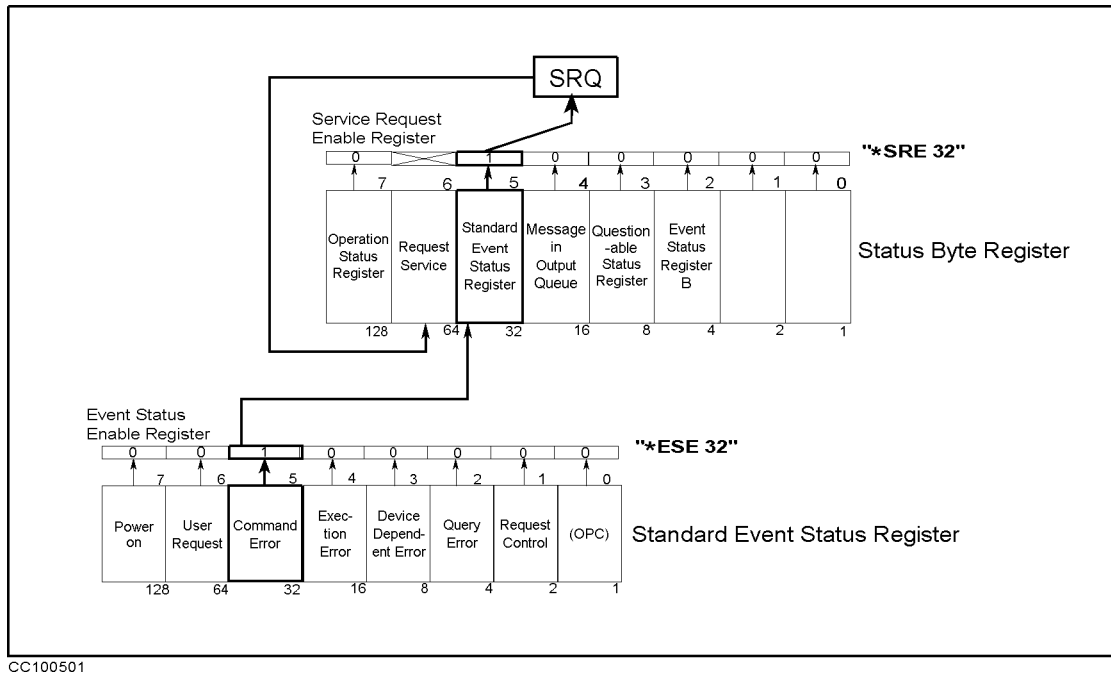 SRQ
Service Request
Enable Register
0 1 0 0 0 0 0
"*SRE 32"
7 6 5 4 3 2 1 0
Operation
Status
Register
Request
Service
Standard
Event
Status
Register
Message
in
Output
Queue
Question
-able
Status
Register
Event
Status
Register
B
Status Byte Register
128 64 32 16 8 4 2 1
Event Status
Enable Register
0 0 1 0 0 0 0 0
"*ESE 32"
7 6 5 4 3 2 1 0
Power
on
User
Request
Command
Error
Exec-
tion
Error
Device
Depend-
ent Error
Query
Error
Request
Control
(OPC)
Standard Event Status Register
128 64 32 16 8 4 2 1
CC100501